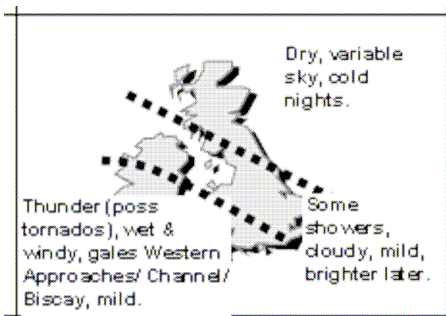 Dry, variable
sky, cold
nights.
Thunder (poss
tornados), wet &
windy, gales Western
Approaches/ Channel/
Biscay, mild.
Some
showers,
cloudy, mild,
brighter later.